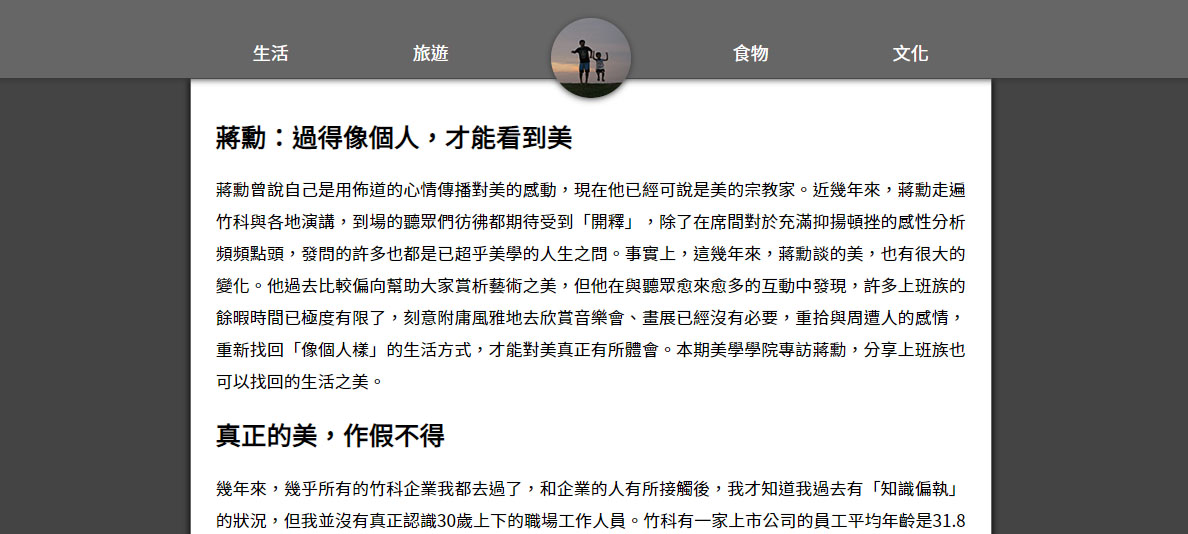 生活 旅遊 食物 文化
蔣勳：過得像個人，才能看到美
蔣勳曾說自己是用佈道的心情傳播對美的感動，現在他已經可說是美的宗教家。近幾年來，蔣勳走遍
竹科與各地演講，到場的聽眾們彷彿都期待受到「開釋」，除了在席間對於充滿抑揚頓挫的感性分析
頻頻點頭，發問的許多也都是已超乎美學的人生之問。事實上，這幾年來，蔣勳談的美，也有很大的
變化。他過去比較偏向幫助大家賞析藝術之美，但他在與聽眾愈來愈多的互動中發現，許多上班族的
餘暇時間已極度有限了，刻意附庸風雅地去欣賞音樂會、畫展已經沒有必要，重拾與周遭人的感情，
重新找回「像個人樣」的生活方式，才能對美真正有所體會。本期美學學院專訪蔣勳，分享上班族也
可以找回的生活之美。
真正的美，作假不得
幾年來，幾乎所有的竹科企業我都去過了，和企業的人有所接觸後，我才知道我過去有「知識偏執」
的狀況，但我並沒有真正認識30歲上下的職場工作人員。竹科有一家上市公司的員工平均年齡是31.8